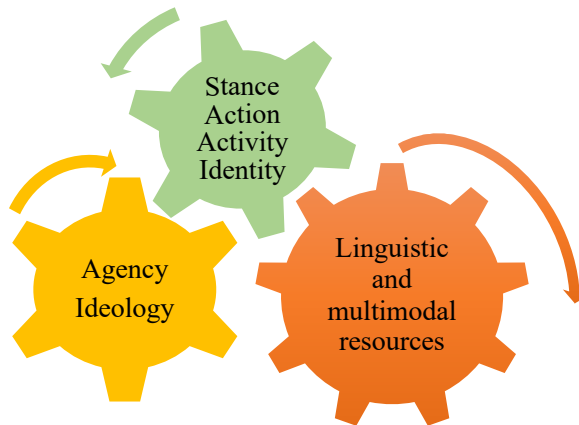 Stance
Action
Activity
Identity
Agency
Ideology
Linguistic
and
multimodal
resources